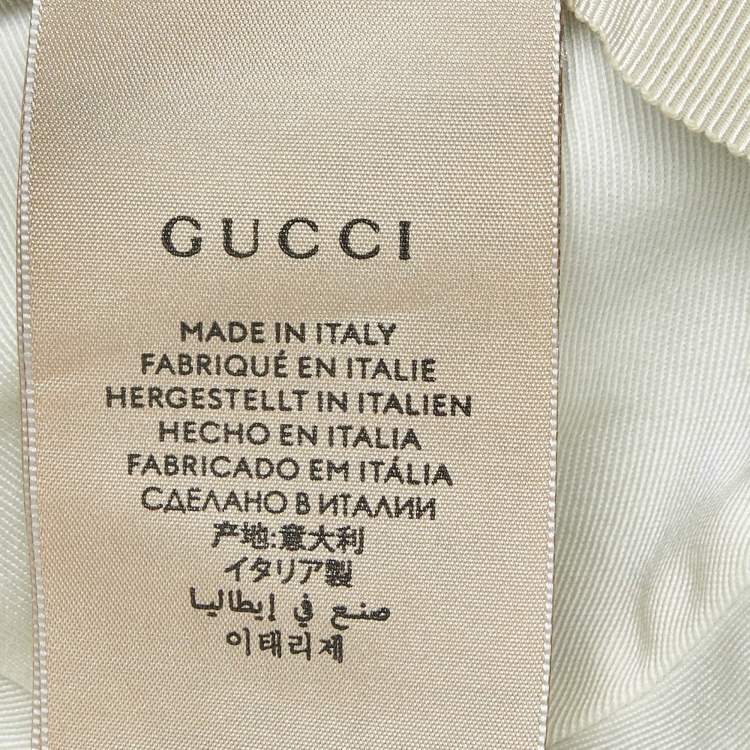 GUCCI
MADE IN ITALY
FABRIQUÉ EN ITALIE
HERGESTELLT IN ITALIEN
HECHO EN ITALIA
FABRICADO EM ITÁLIA
СДЕЛАНО В ИТАЛИИ
产地:意大利
イタリア製
صنع في إيطاليا
이태리제